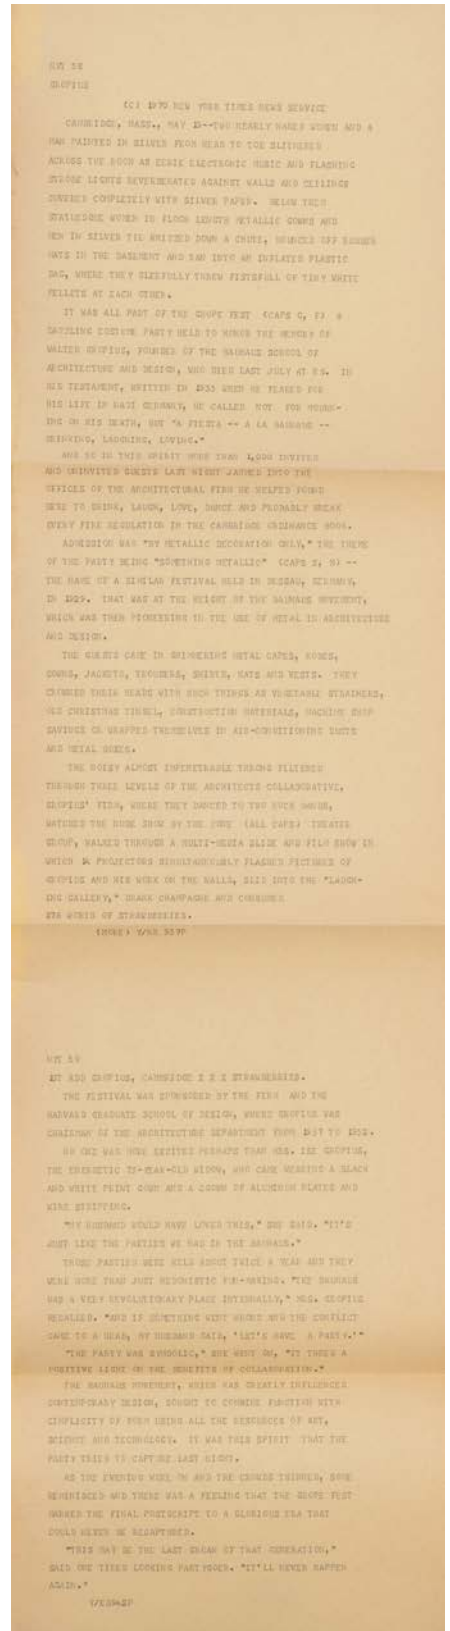 NYT 58
GROPIUS
(C) 1970 NEW YORK TIMES NEWS SERVICE
CAMBRIDGE, MASS., MAY --TWO NEARLY NAKED WOMEN AND A
MAN PAINTED IN SILVER FROM HEAD TO TOE SLITHERED
ACROSS THE ROOM AS EERIE ELECTRONIC MUSIC AND FLASHING
STROBE LIGHTS REVERBERATED AGAINST WALLS AND CEILINGS
COVERED COMPLETELY WITH SILVER PAPER. BELOW THEM
STATUESQUE WOMEN IN FLOOR LENGTH METALLIC GOWNS AND
MEN IN SILVER TIE WHIZZED DOWN A CHUTE, BOUNCED OFF RUBBER
MATS IN THE BASEMENT AND RAN INTO AN INFLATED PLASTIC
BAG, WHERE THEY GLEEFULLY THREW FISTSFULL OF TINY WHITE
PELLETS AT EACH OTHER.
IT WAS ALL PART OF THE GROPE FEST (CAPS G, F) A
DAZZLING COSTUME PARTY HELD TO HONOR THE MEMORY OF
WALTER GROPIUS, FOUNDER OF THE BAUHAUS SCHOOL OF
ARCHITECTURE AND DESIGN, WHO DIED LAST JULY AT IN
HIS TESTAMENT, WRITTEN IN 1933 WHEN HE FEARED FOR
HIS LIFE IN NAZI GERMANY, HE CALLED NOT FOR MOURN-
ING ON HIS DEATH, BUT "A FIESTA -- A LA BAUHAUS --
DRINKING, LAUGHING, LOVING."
AND SO IN THIS SPIRIT MORE THAN 1,000 INVITED
AND UNINVITED GUESTS LAST NIGHT JAMMED INTO THE
OFFICES OF THE ARCHITECTURAL FIRM HE HELPED FOUND
HERE TO DRINK, LAUGH, LOVE, DANCE AND PROBABLY BREAK
EVERY FIRE REGULATION IN THE CAMBRIDGE ORDINANCE BOOK.
ADMISSION WAS "BY METALLIC DECORATION ONLY," THE THEME
OF THE PARTY BEING "SOMETHING METALLIC" (CAPS S, M) --
THE NAME OF A SIMILAR FESTIVAL HELD IN DESSAU, GERMANY,
IN 1929. THAT WAS AT THE HEIGHT OF THE BAUHAUS MOVEMENT,
WHICH WAS THEN PIONEERING IN THE USE OF METAL IN ARCHITECTURE
AND DESIGN.
THE GUESTS CAME IN SHIMMERING METAL CAPES, ROBES,
GOWNS, JACKETS, TROUSERS, SHIRTS, HATS AND VESTS. THEY
CROWNED THEIR HEADS WITH SUCH THINGS AS VEGETABLE STRAINERS,
OLD CHRISTMAS TINSEL, CONSTRUCTION MATERIALS, MACHINE SHOP
SAVINGS OR WRAPPED THEMSELVES IN AIR-CONDITIONING DUCTS
AND METAL
THE NOISY ALMOST IMPENETRABLE THRONG FILTERED
THROUGH THREE LEVELS OF THE ARCHITECTS COLLABORATIVE,
GROPIUS' FIRM, WHERE THEY DANCED TO TWO ROCK BANDS,
WATCHED THE NUDE SHOW BY THE (ALL CAPS) THEATER
GROUP, WALKED THROUGH A MULTI-MEDIA SLIDE AND FILM SHOW IN
WHICH PROJECTORS SIMULTANEOUSLY FLASHED PICTURES OF
GROPIUS AND HIS WORK ON THE WALLS, SLID INTO THE "LAUGH-
ING GALLERY," DRANK CHAMPAGNE AND CONSUMED
WORTH OF STRAWBERRIES.
(MORE)
NYT 59
1ST ADD GROPIUS, CAMBRIDGE X X X STRAWBERRIES.
THE FESTIVAL WAS SPONSORED BY THE FIRM AND THE
HARVARD GRADUATE SCHOOL OF DESIGN, WHERE GROPIUS WAS
CHAIRMAN OF THE ARCHITECTURE DEPARTMENT FROM 1937 TO 1952.
NO ONE WAS MORE EXCITED PERHAPS THAN MRS. ISE GROPIUS,
THE ENERGETIC 73-YEAR-OLD WIDOW, WHO CAME WEARING A BLACK
AND WHITE PRINT GOWN AND A CROWN OF ALUMINUM PLATES AND
WIRE STRIPPING.
"MY HUSBAND WOULD HAVE LOVED THIS," SHE SAID. "IT'S
JUST LIKE THE PARTIES WE HAD IN THE BAUHAUS."
THOSE PARTIES WERE HELD ABOUT TWICE A YEAR AND THEY
WERE MORE THAN JUST HEDONISTIC FUN-MAKING. "THE BAUHAUS
WAS A VERY REVOLUTIONARY PLACE INTERNALLY," MRS. GROPIUS
RECALLED. "AND IF SOMETHING WENT WRONG AND THE CONFLICT
CAME TO A HEAD, MY HUSBAND SAID, 'LET'S HAVE A PARTY.'"
"THE PARTY WAS SYMBOLIC," SHE WENT ON, "IT THREW A
POSITIVE LIGHT ON THE BENEFITS OF COLLABORATION."
THE BAUHAUS MOVEMENT, WHICH HAS GREATLY INFLUENCED
CONTEMPORARY DESIGN, SOUGHT TO COMBINE FUNCTION WITH
SIMPLICITY OF FORM USING ALL THE RESOURCES OF ART,
SCIENCE AND TECHNOLOGY. IT WAS THIS SPIRIT THAT THE
PARTY TRIED TO CAPTURE LAST NIGHT.
AS THE EVENING WORE ON AND THE CROWDS THINNED, SOME
REMINISCED AND THERE WAS A FEELING THAT THE GROPE FEST
MARKED THE FINAL POSTSCRIPT TO A GLORIOUS ERA THAT
COULD NEVER BE RECAPTURED.
"THIS MAY BE THE LAST DREAM OF THAT GENERATION,"
SAID ONE TIRED LOOKING PARTYGOER. "IT'LL NEVER HAPPEN
AGAIN."